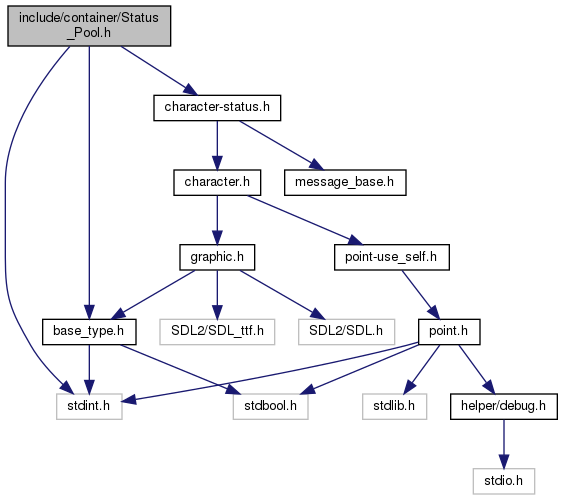 include/container/Status
_Pool.h
character-status.h
character.h
message_base.h
graphic.h
point-use_self.h
base_type.h
SDL2/SDL_ttf.h
SDL2/SDL.h
point.h
stdint.h
stdbool.h
stdlib.h
helper/debug.h
stdio.h